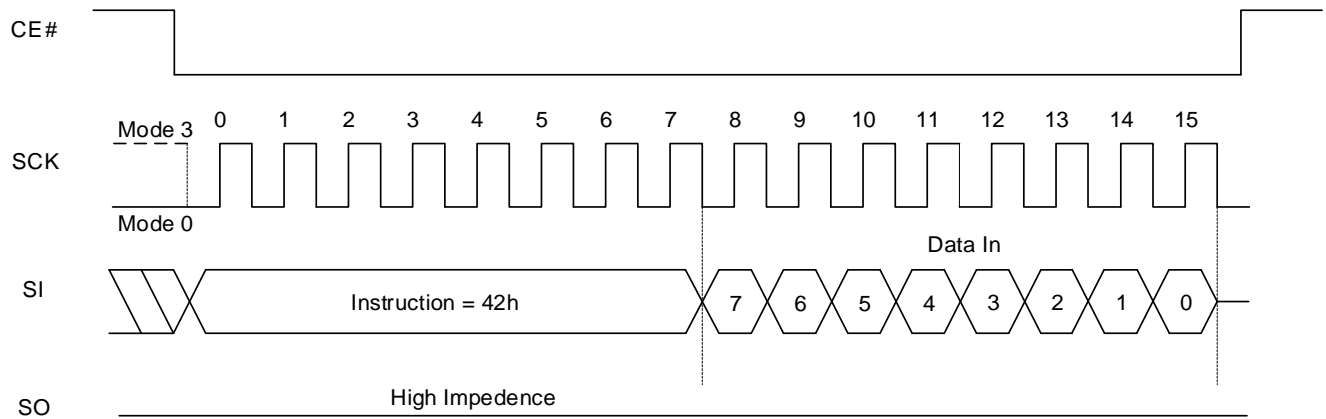 CE#
Mode 3
0 1 2 3 4 5 6 7 8 9 10 11 12 13 14 15
SCK
Mode 0
Data In
SI
Instruction = 42h
7 6 5 4 3 2 1 0
High Impedence
SO